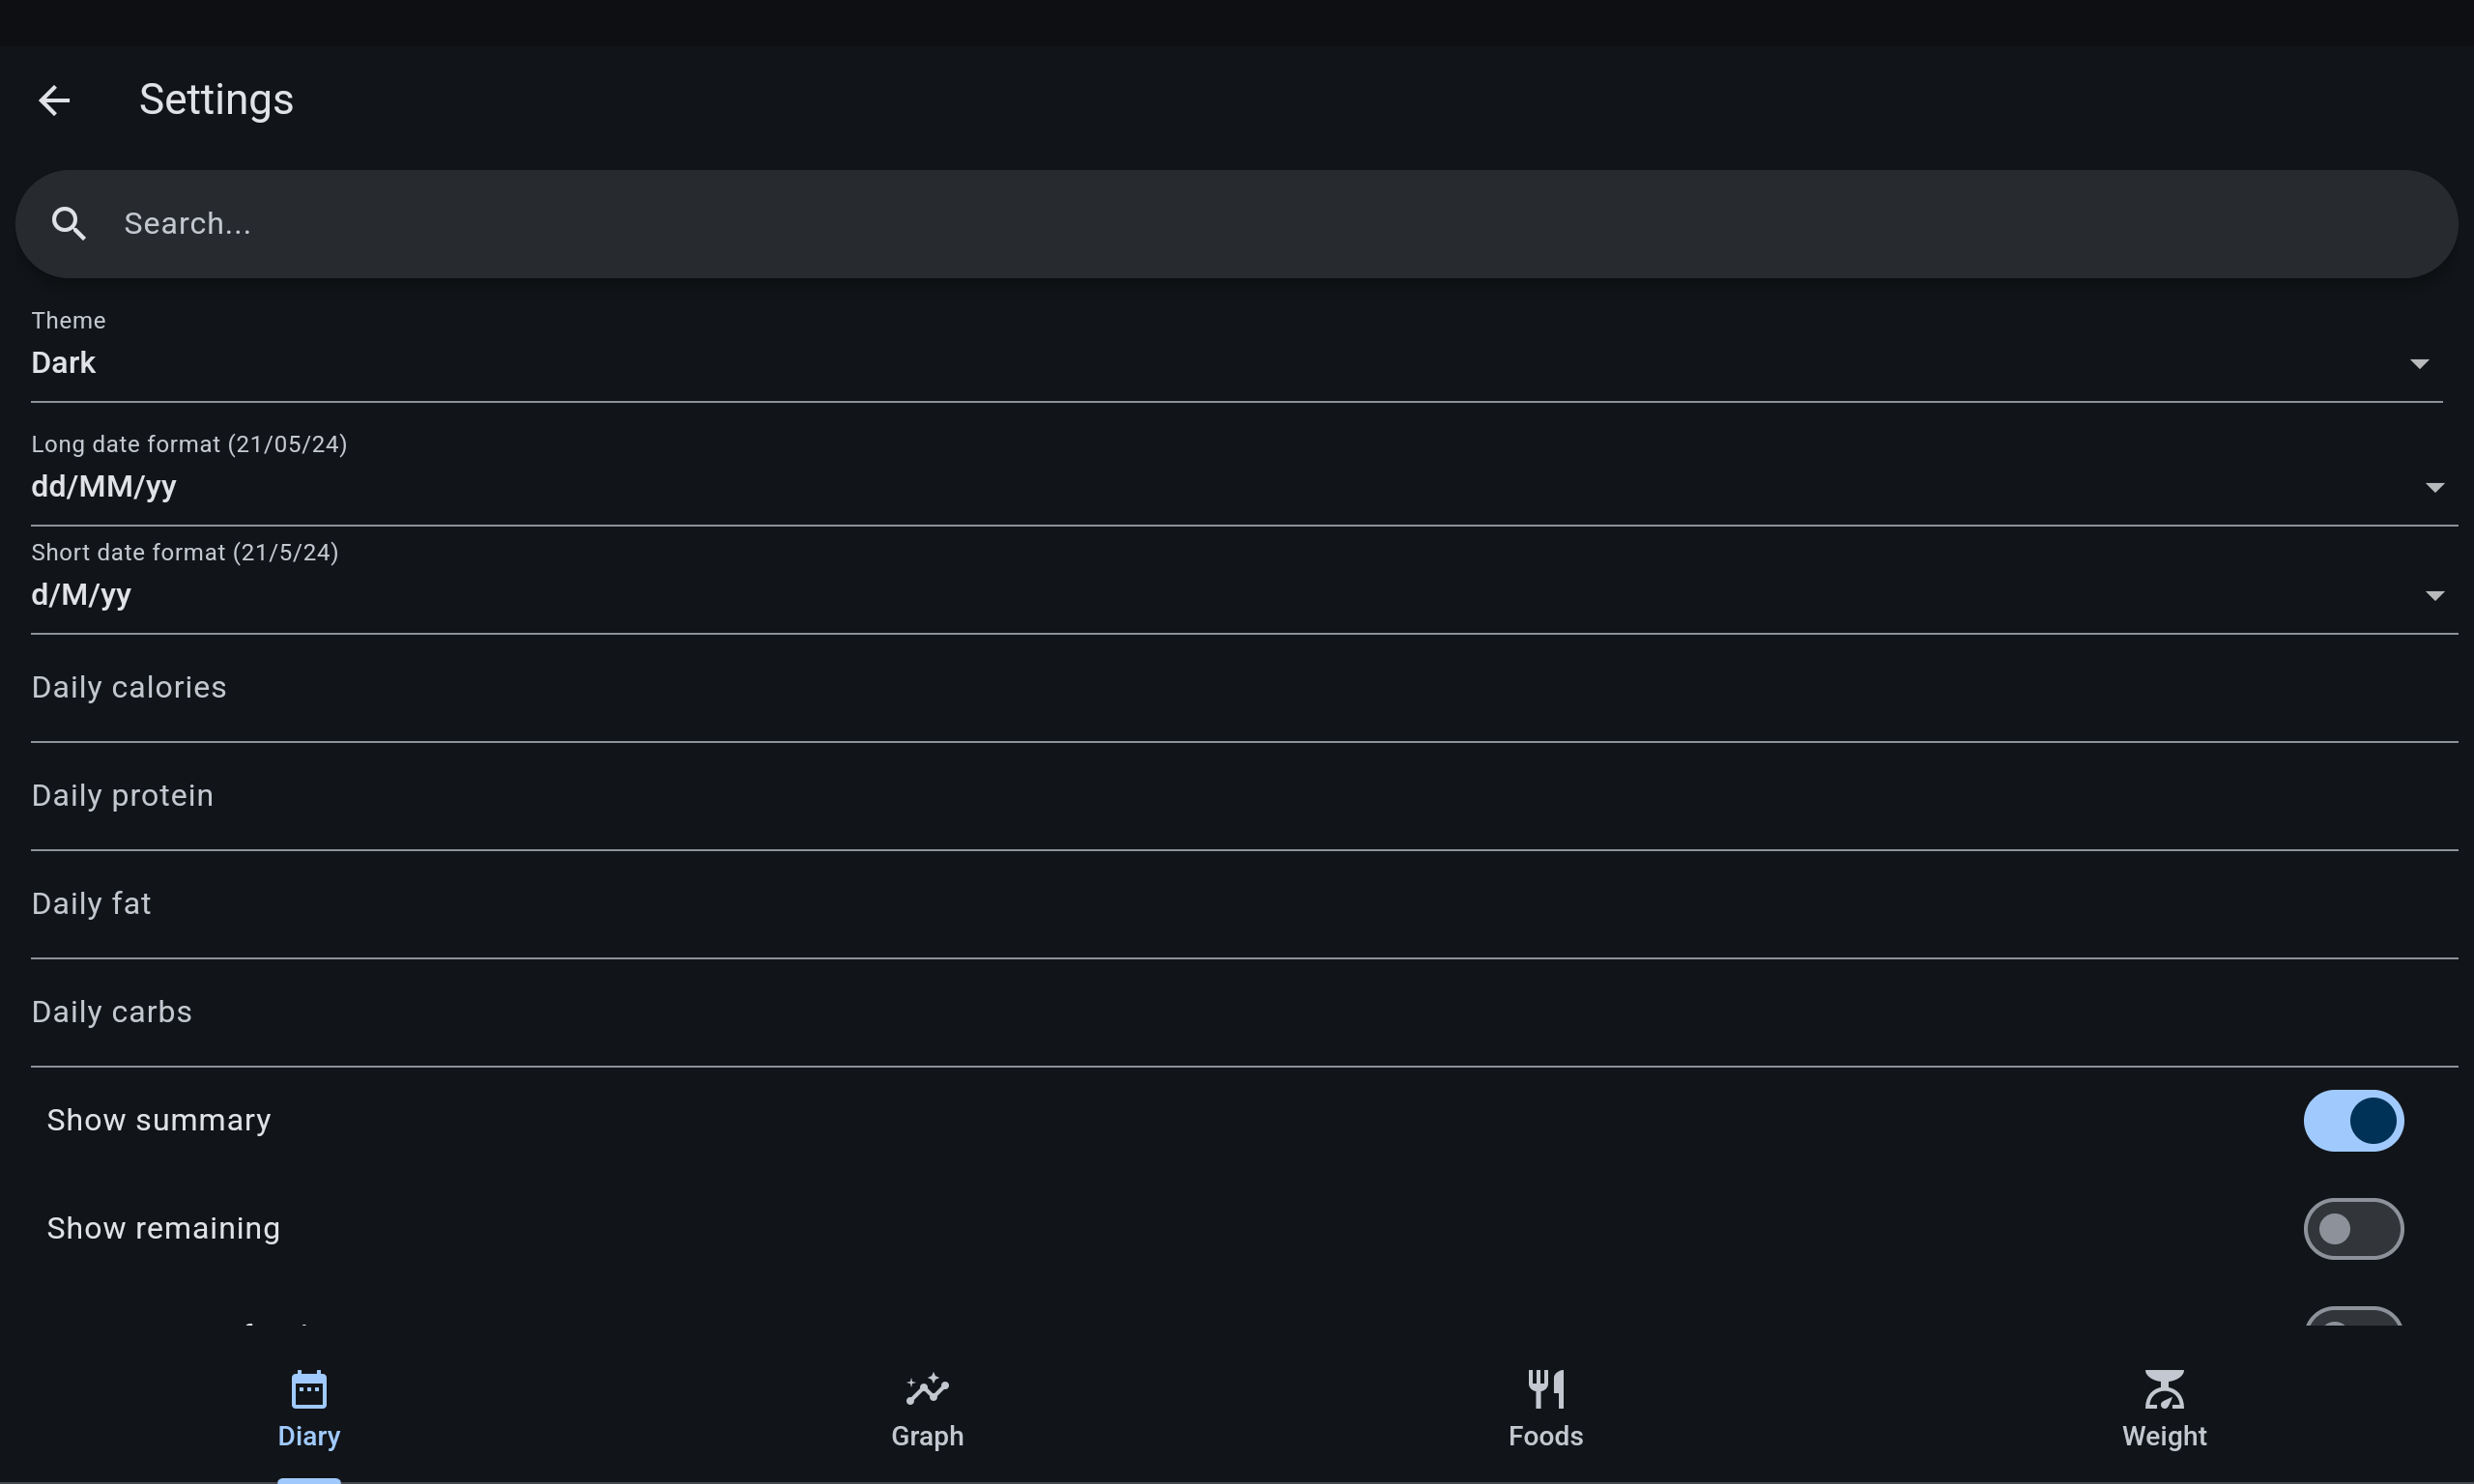 Settings
Search...
Theme
Dark
Long date format (21/05/24)
dd/MM/yy
Short date format (21/5/24)
d/M/yy
Daily calories
Daily protein
Daily fat
Daily carbs
Show summary
Show remaining
Diary
Graph
Foods
Weight